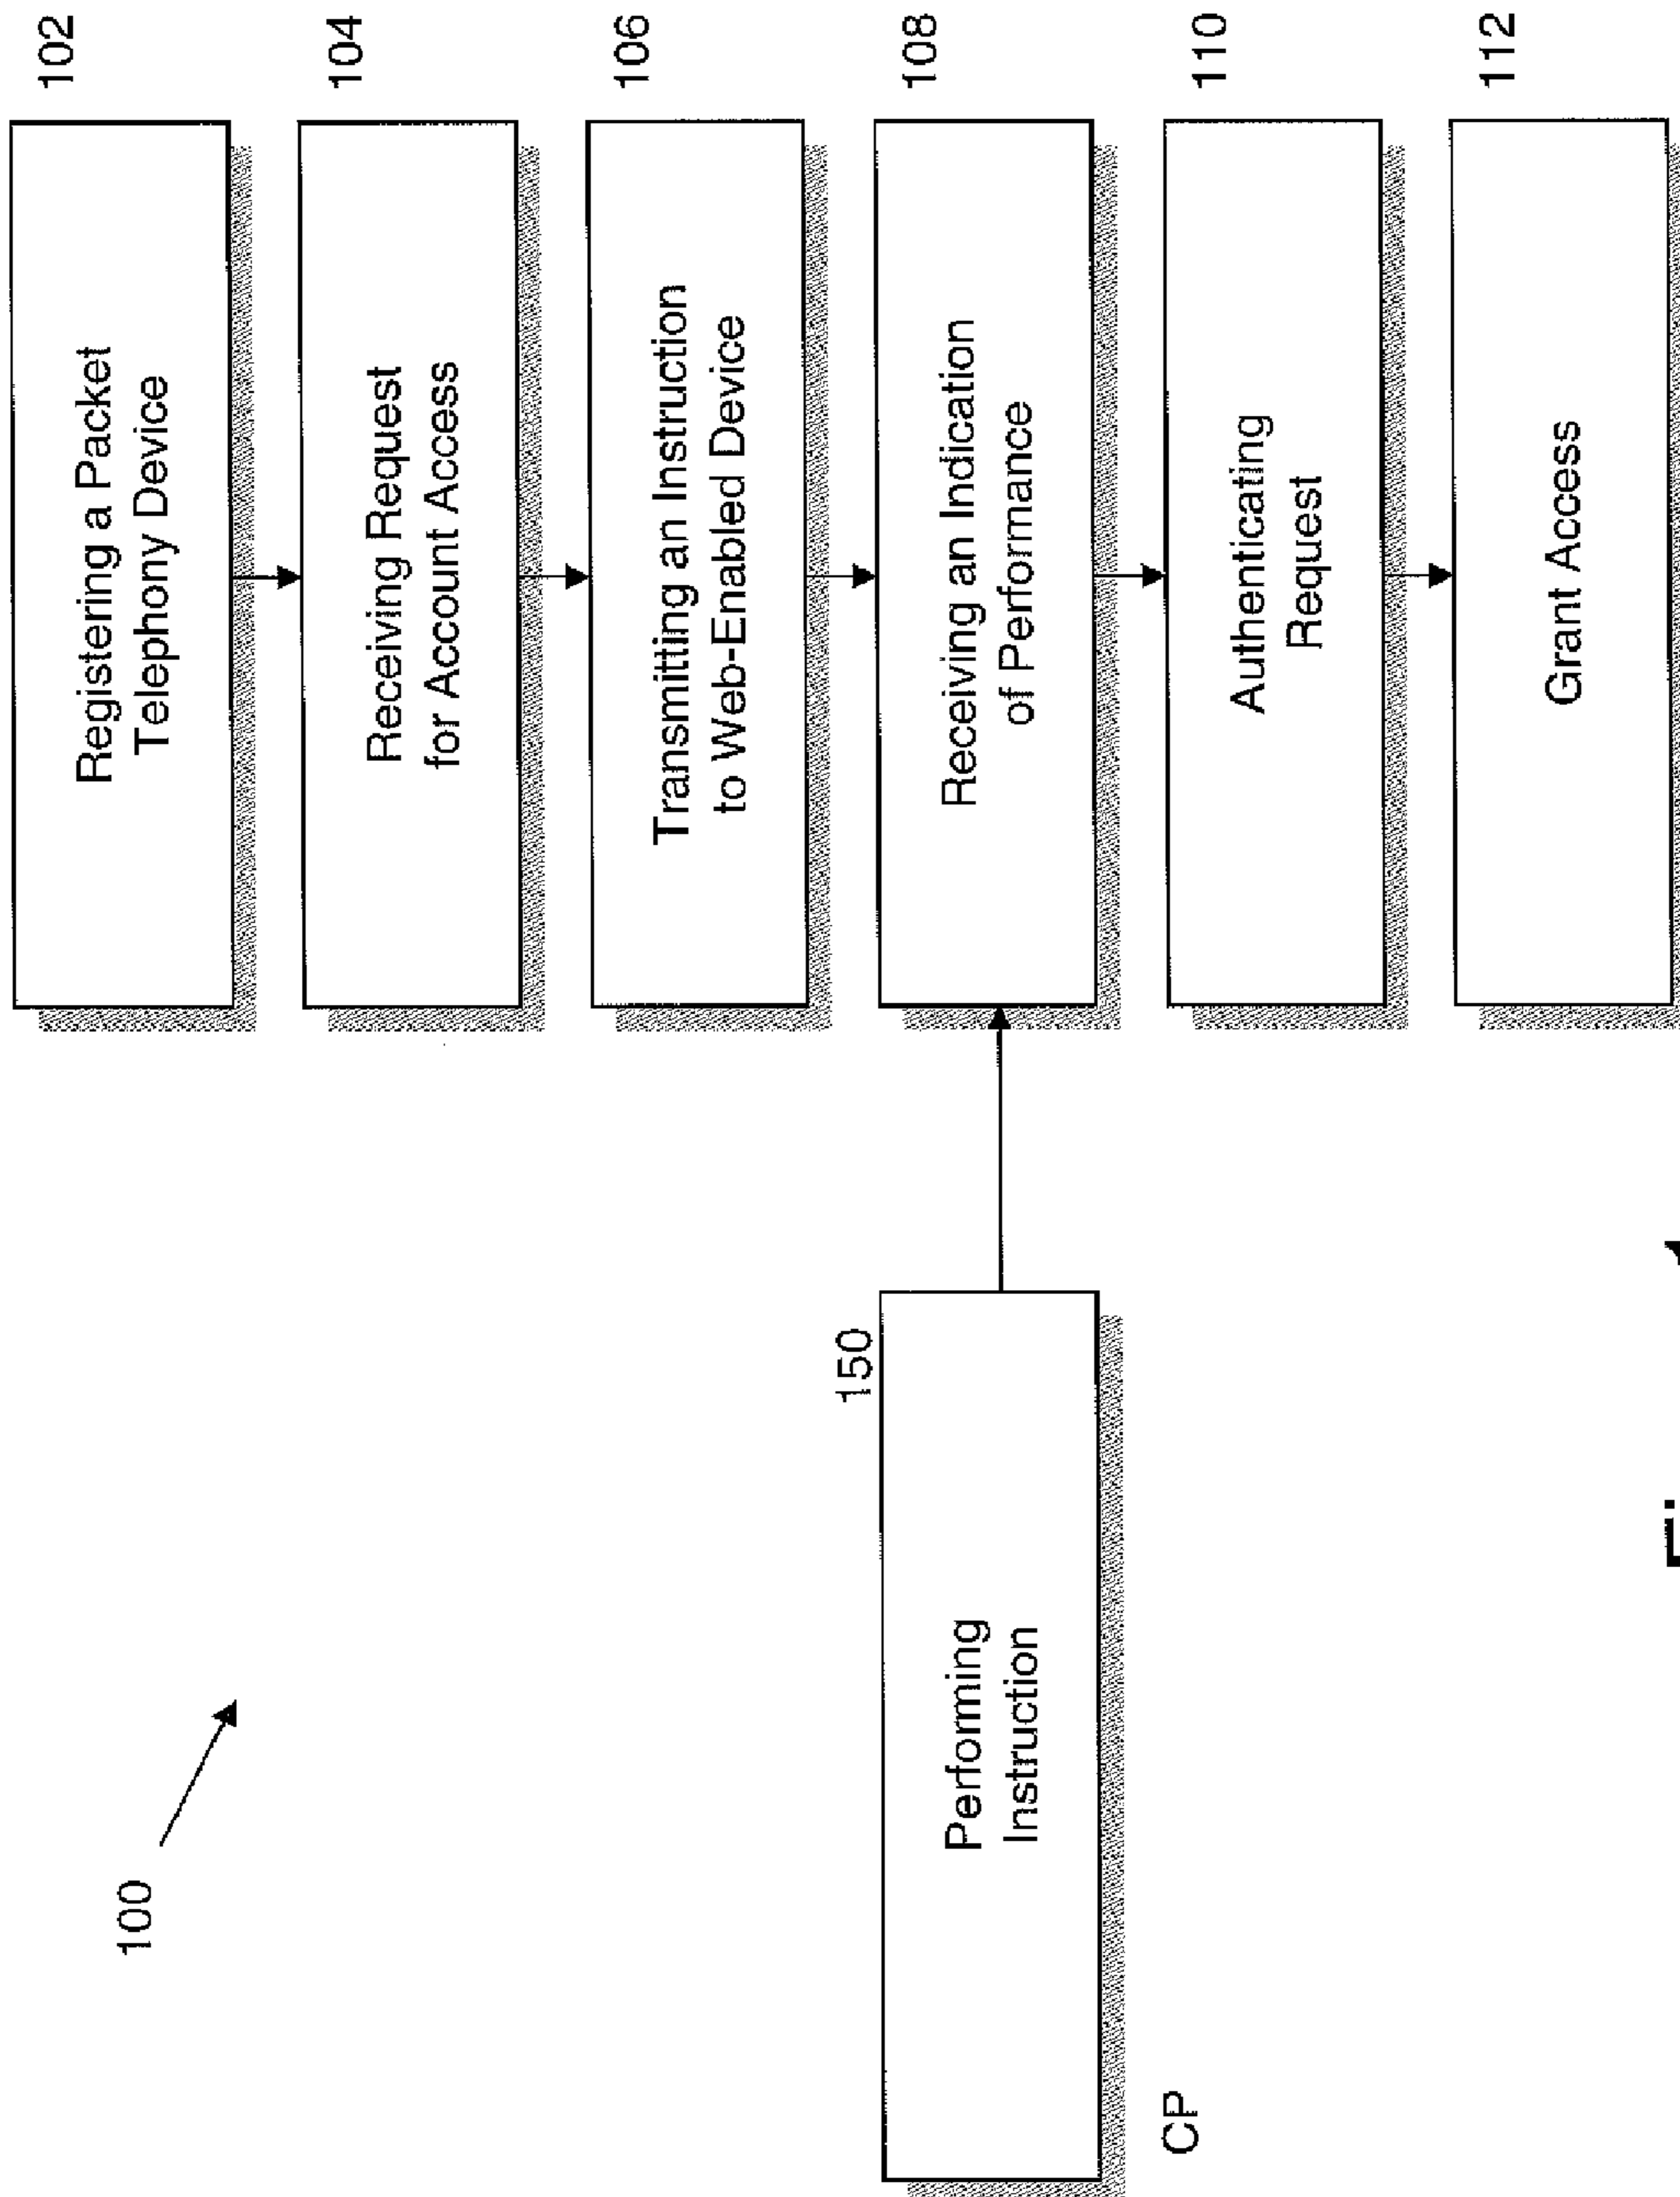 100
102
Registering a Packet
Telephony Device
104
Receiving Request
for Account Access
106
Transmitting an Instruction
to Web-Enabled Device
150
Performing
Instruction
CP
108
Receiving an Indication
of Performance
110
Authenticating
Request
112
Grant Access